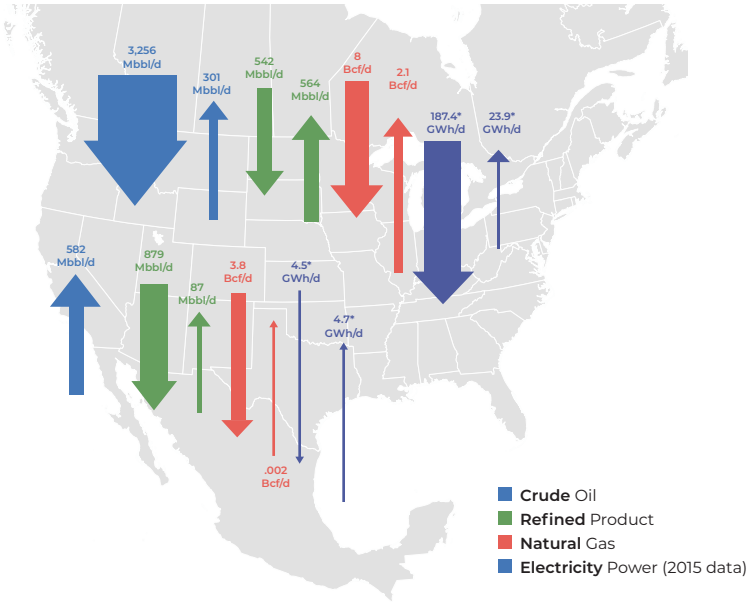 3,256
Mbbl/d
301
Mbbl/d
542
Mbbl/d
564
Mbbl/d
8
Bcf/d
2.1
Bcf/d
187.4*
GWh/d
23.9*
GWh/d
582
Mbbl/d
879
Mbbl/d
87
Mbbl/d
3.8
Bcf/d
4.5*
GWh/d
4.7*
GWh/d
.002
Bcf/d
Crude Oil
Refined Product
Natural Gas
Electricity Power (2015 data)